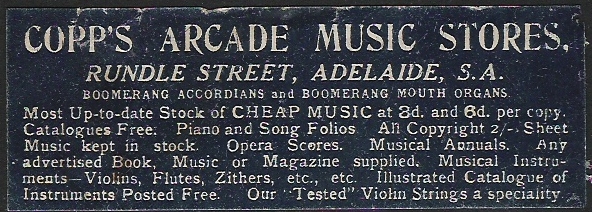 COPP'S ARCADE MUSIC STORES,
RUNDLE STREET, ADELAIDE, S.A.
BOOMERANG ACCORDIANS and BOOMERANG MOUTH ORGANS.
Most Up-to-date Stock of CHEAP MUSIC at 3d. and 6d. per copy.
Catalogues Free. Piano and Song Folios All Copyright 2/-. Sheet
Music kept in stock. Opera Scores. Musical Annuals. Any
advertised Book, Music or Magazine supplied. Musical Instru-
ments—Violins, Flutes, Zithers, etc., etc. Illustrated Catalogue of
Instruments Posted Free. Our "Tested" Violin Strings a speciality.